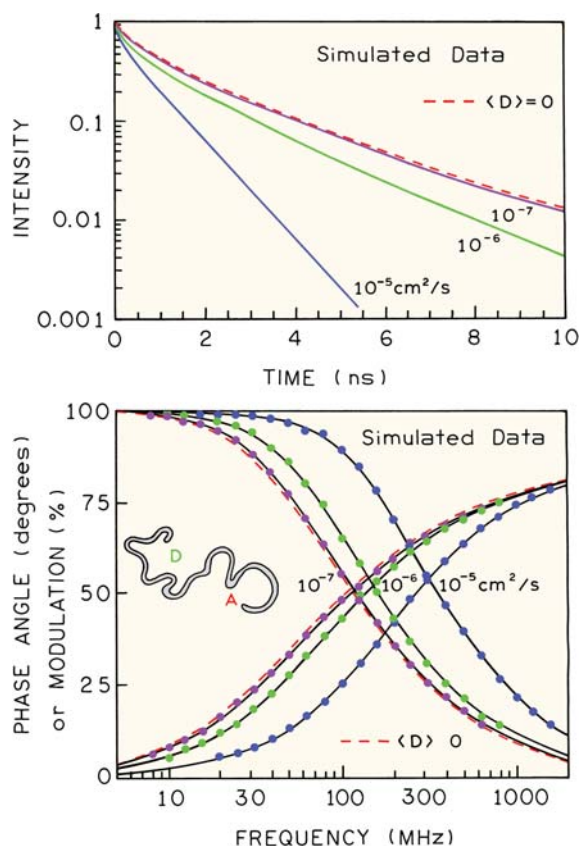 1
Simulated Data
⟨D⟩=0
0.1
INTENSITY
0.01
10⁻⁷
10⁻⁶
10⁻⁵cm²/s
0.001
0 2 4 6 8 10
TIME (ns)
100
Simulated Data
75
PHASE ANGLE (degrees)
or MODULATION (%)
D
A
50
10⁻⁷ 10⁻⁶ 10⁻⁵cm²/s
25
⟨D⟩ 0
0
10 30 100 300 1000
FREQUENCY (MHz)